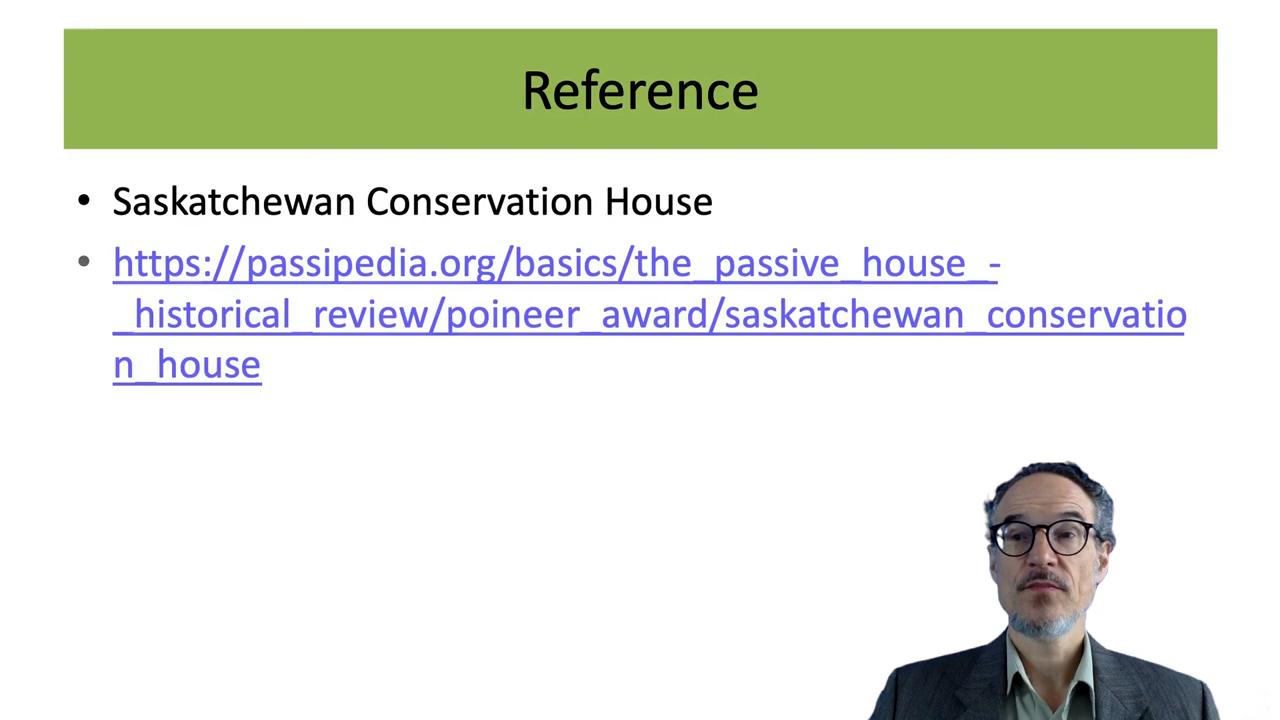 Reference
• Saskatchewan Conservation House
• https://passipedia.org/basics/the_passive_house_-
_historical_review/poineer_award/saskatchewan_conservatio
n_house